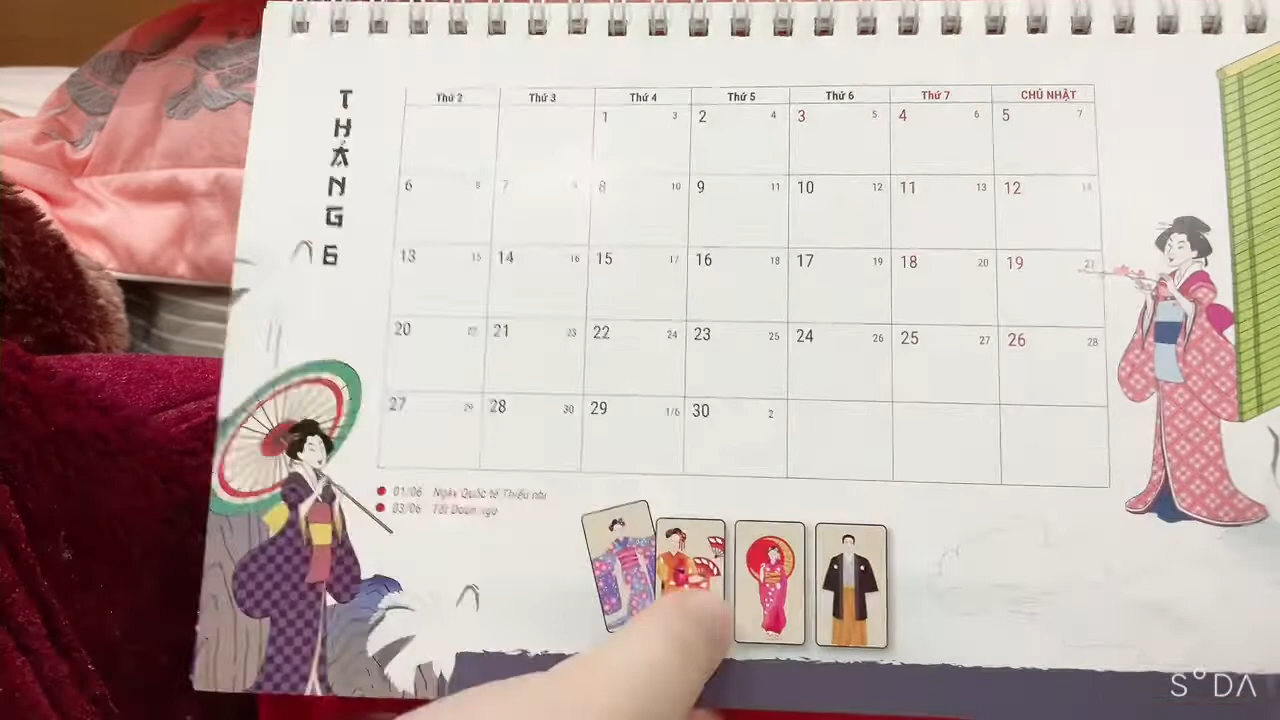 THÁNG 6
Thứ 2 Thứ 3 Thứ 4 Thứ 5 Thứ 6 Thứ 7 CHỦ NHẬT
1 3 2 4 3 5 4 6 5 7
6 8 7 9 8 10 9 11 10 12 11 13 12 14
13 15 14 16 15 17 16 18 17 19 18 20 19 21
20 22 21 23 22 24 23 25 24 26 25 27 26 28
27 29 28 30 29 1/6 30 2
01/06 Ngày Quốc tế Thiếu nhi
03/06 Tết Đoan ngọ
SODA